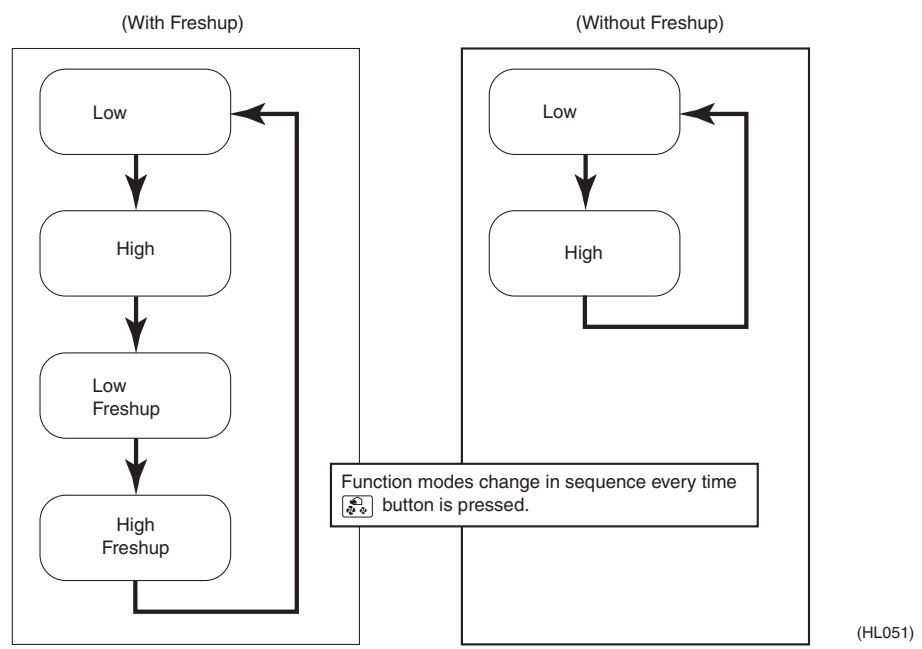 (With Freshup)
Low
High
Low
Freshup
High
Freshup
(Without Freshup)
Low
High
Function modes change in sequence every time
button is pressed.
(HL051)